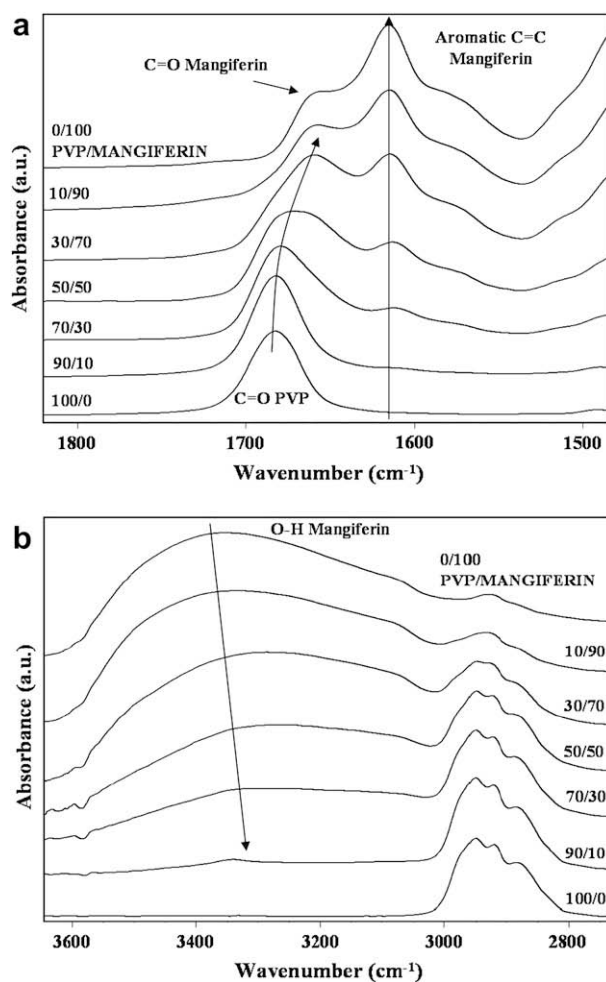 a
C=O Mangiferin
Aromatic C=C
Mangiferin
0/100
PVP/MANGIFERIN
10/90
30/70
50/50
70/30
90/10
100/0
C=O PVP
Absorbance (a.u.)
1800
1700
1600
1500
Wavenumber (cm⁻¹)
b
O-H Mangiferin
0/100
PVP/MANGIFERIN
10/90
30/70
50/50
70/30
90/10
100/0
Absorbance (a.u.)
3600
3400
3200
3000
2800
Wavenumber (cm⁻¹)